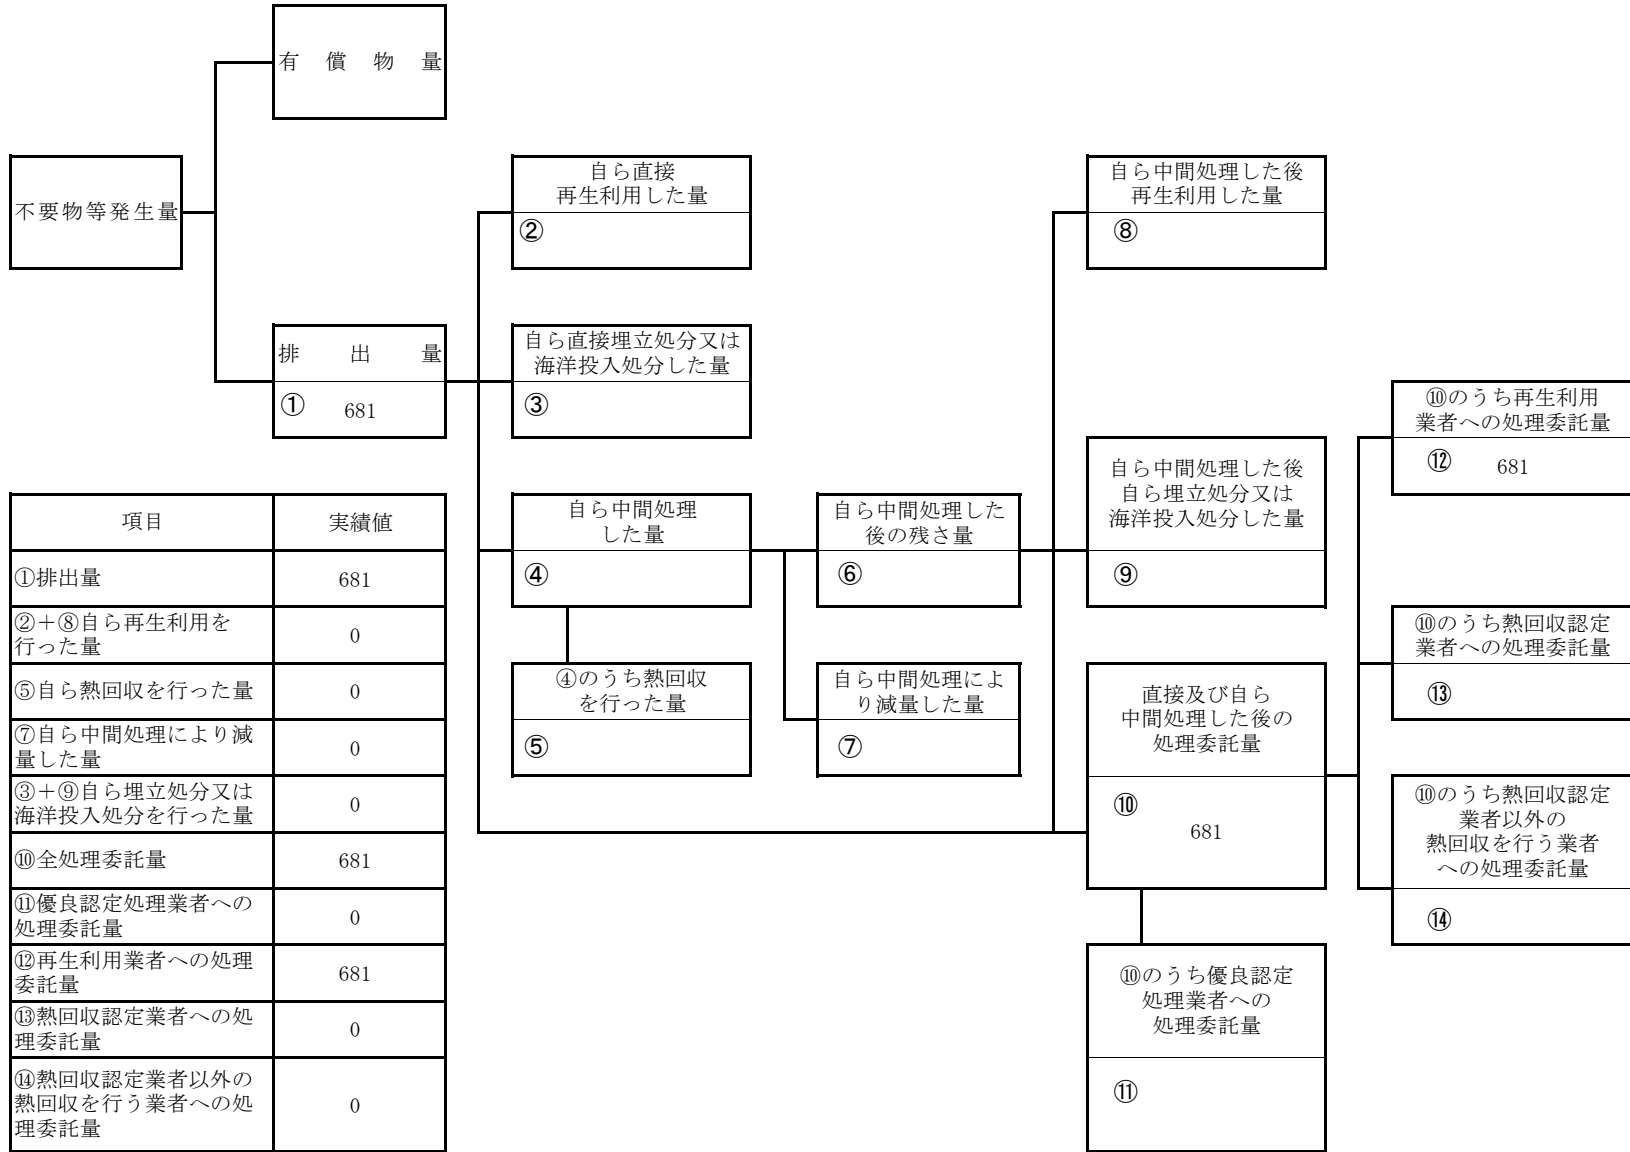 有償物量
不要物等発生量
排出量
① 681
自ら直接
再生利用した量
②
自ら直接埋立処分又は
海洋投入処分した量
③
自ら中間処理
した量
④
④のうち熱回収
を行った量
⑤
自ら中間処理した
後の残さ量
⑥
自ら中間処理によ
り減量した量
⑦
自ら中間処理した後
再生利用した量
⑧
自ら中間処理した後
自ら埋立処分又は
海洋投入処分した量
⑨
直接及び自ら
中間処理した後の
処理委託量
⑩
681
⑩のうち優良認定
処理業者への
処理委託量
⑪
⑩のうち再生利用
業者への処理委託量
⑫ 681
⑩のうち熱回収認定
業者への処理委託量
⑬
⑩のうち熱回収認定
業者以外の
熱回収を行う業者
への処理委託量
⑭
項目 実績値
①排出量 681
②＋⑧自ら再生利用を
行った量 0
⑤自ら熱回収を行った量 0
⑦自ら中間処理により減
量した量 0
③＋⑨自ら埋立処分又は
海洋投入処分を行った量 0
⑩全処理委託量 681
⑪優良認定処理業者への
処理委託量 0
⑫再生利用業者への処理
委託量 681
⑬熱回収認定業者への処
理委託量 0
⑭熱回収認定業者以外の
熱回収を行う業者への処
理委託量 0